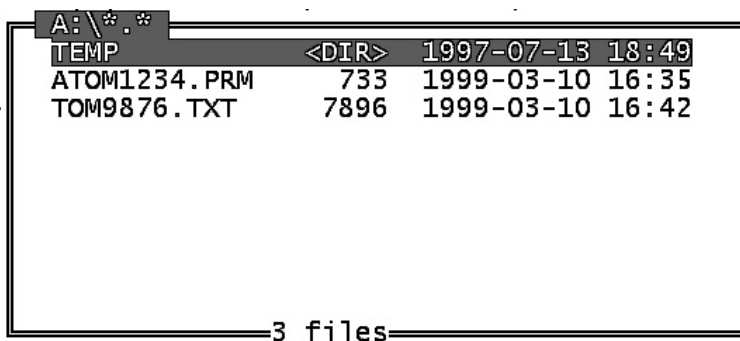 A:\*.*
TEMP <DIR> 1997-07-13 18:49
ATOM1234.PRM 733 1999-03-10 16:35
TOM9876.TXT 7896 1999-03-10 16:42
3 files